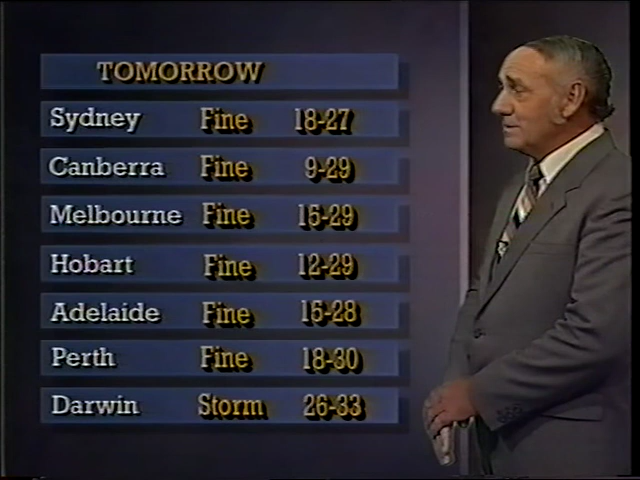 TOMORROW
Sydney Fine 18-27
Canberra Fine 9-29
Melbourne Fine 15-29
Hobart Fine 12-29
Adelaide Fine 15-28
Perth Fine 18-30
Darwin Storm 26-33